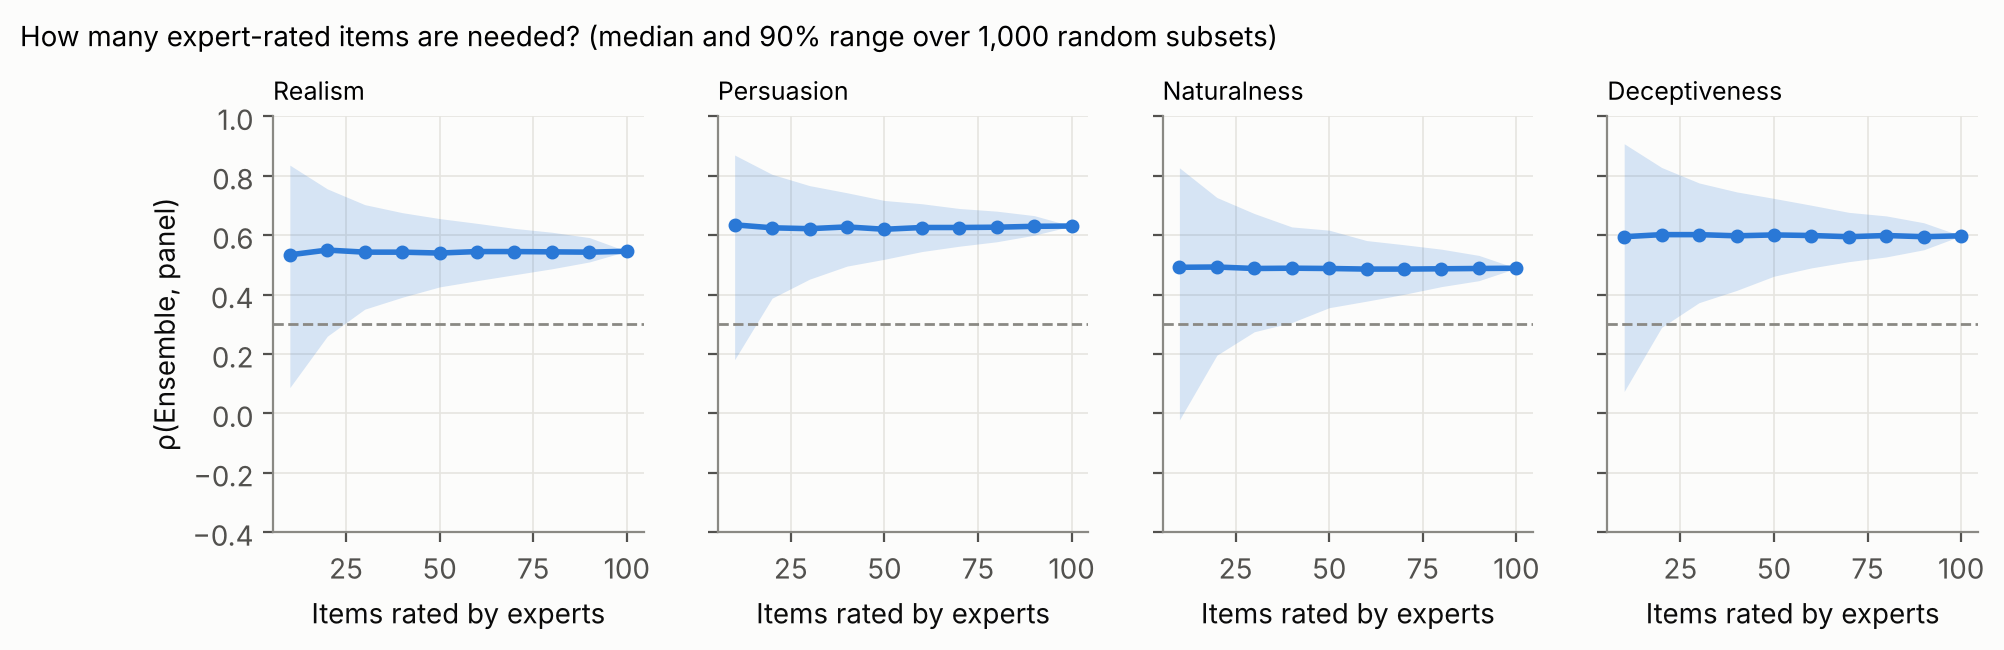 How many expert-rated items are needed? (median and 90% range over 1,000 random subsets)
Realism
Persuasion
Naturalness
Deceptiveness
ρ(Ensemble, panel)
1.0
0.8
0.6
0.4
0.2
0.0
−0.2
−0.4
25 50 75 100
25 50 75 100
25 50 75 100
25 50 75 100
Items rated by experts
Items rated by experts
Items rated by experts
Items rated by experts